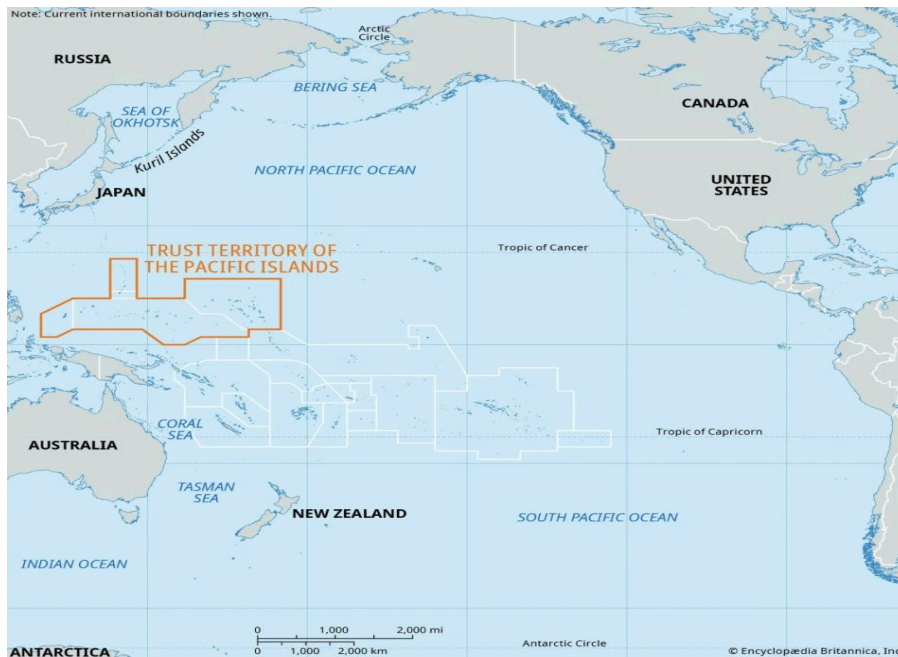 Note: Current international boundaries shown.
Arctic
Circle
RUSSIA
BERING SEA
SEA OF
OKHOTSK
CANADA
Kuril Islands
NORTH PACIFIC OCEAN
JAPAN
UNITED
STATES
TRUST TERRITORY OF
THE PACIFIC ISLANDS
Tropic of Cancer
CORAL
SEA
Tropic of Capricorn
AUSTRALIA
TASMAN
SEA
NEW ZEALAND
SOUTH PACIFIC OCEAN
INDIAN OCEAN
0 1,000 2,000 mi
0 1,000 2,000 km
Antarctic Circle
ANTARCTICA
© Encyclopædia Britannica, Inc